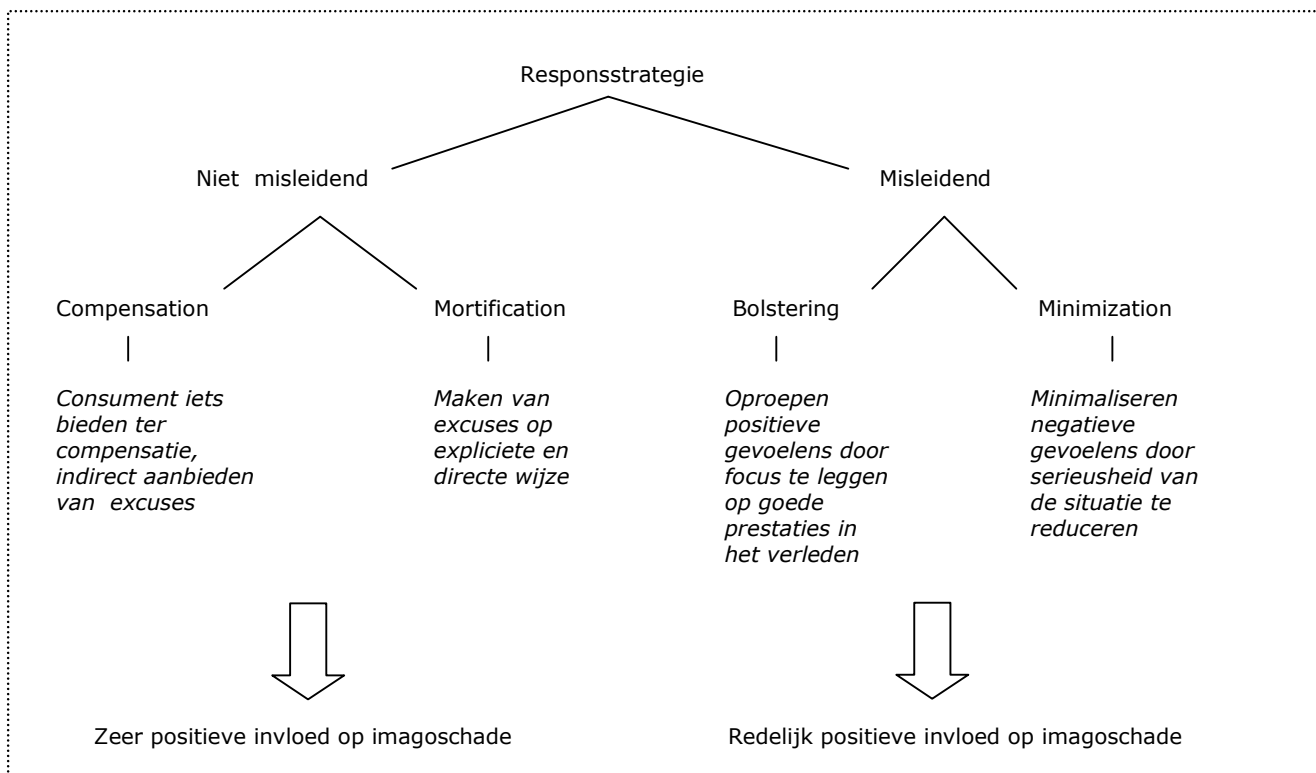 Responsstrategie
Niet  misleidend
Misleidend
Compensation
Mortification
Bolstering
Minimization
Consument iets
bieden ter
compensatie,
indirect aanbieden
van  excuses
Maken van
excuses op
expliciete en
directe wijze
Oproepen
positieve
gevoelens door
focus te leggen
op goede
prestaties in
het verleden
Minimaliseren
negatieve
gevoelens door
serieusheid van
de situatie te
reduceren
Zeer positieve invloed op imagoschade
Redelijk positieve invloed op imagoschade